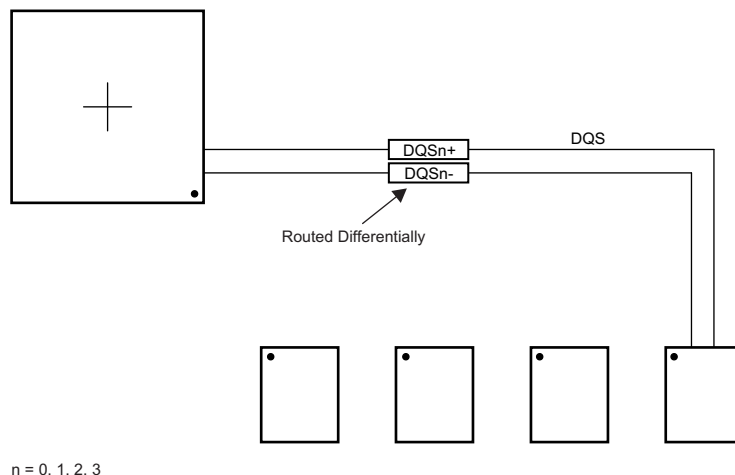 DQSn+
DQS
DQSn-
Routed Differentially
n = 0, 1, 2, 3